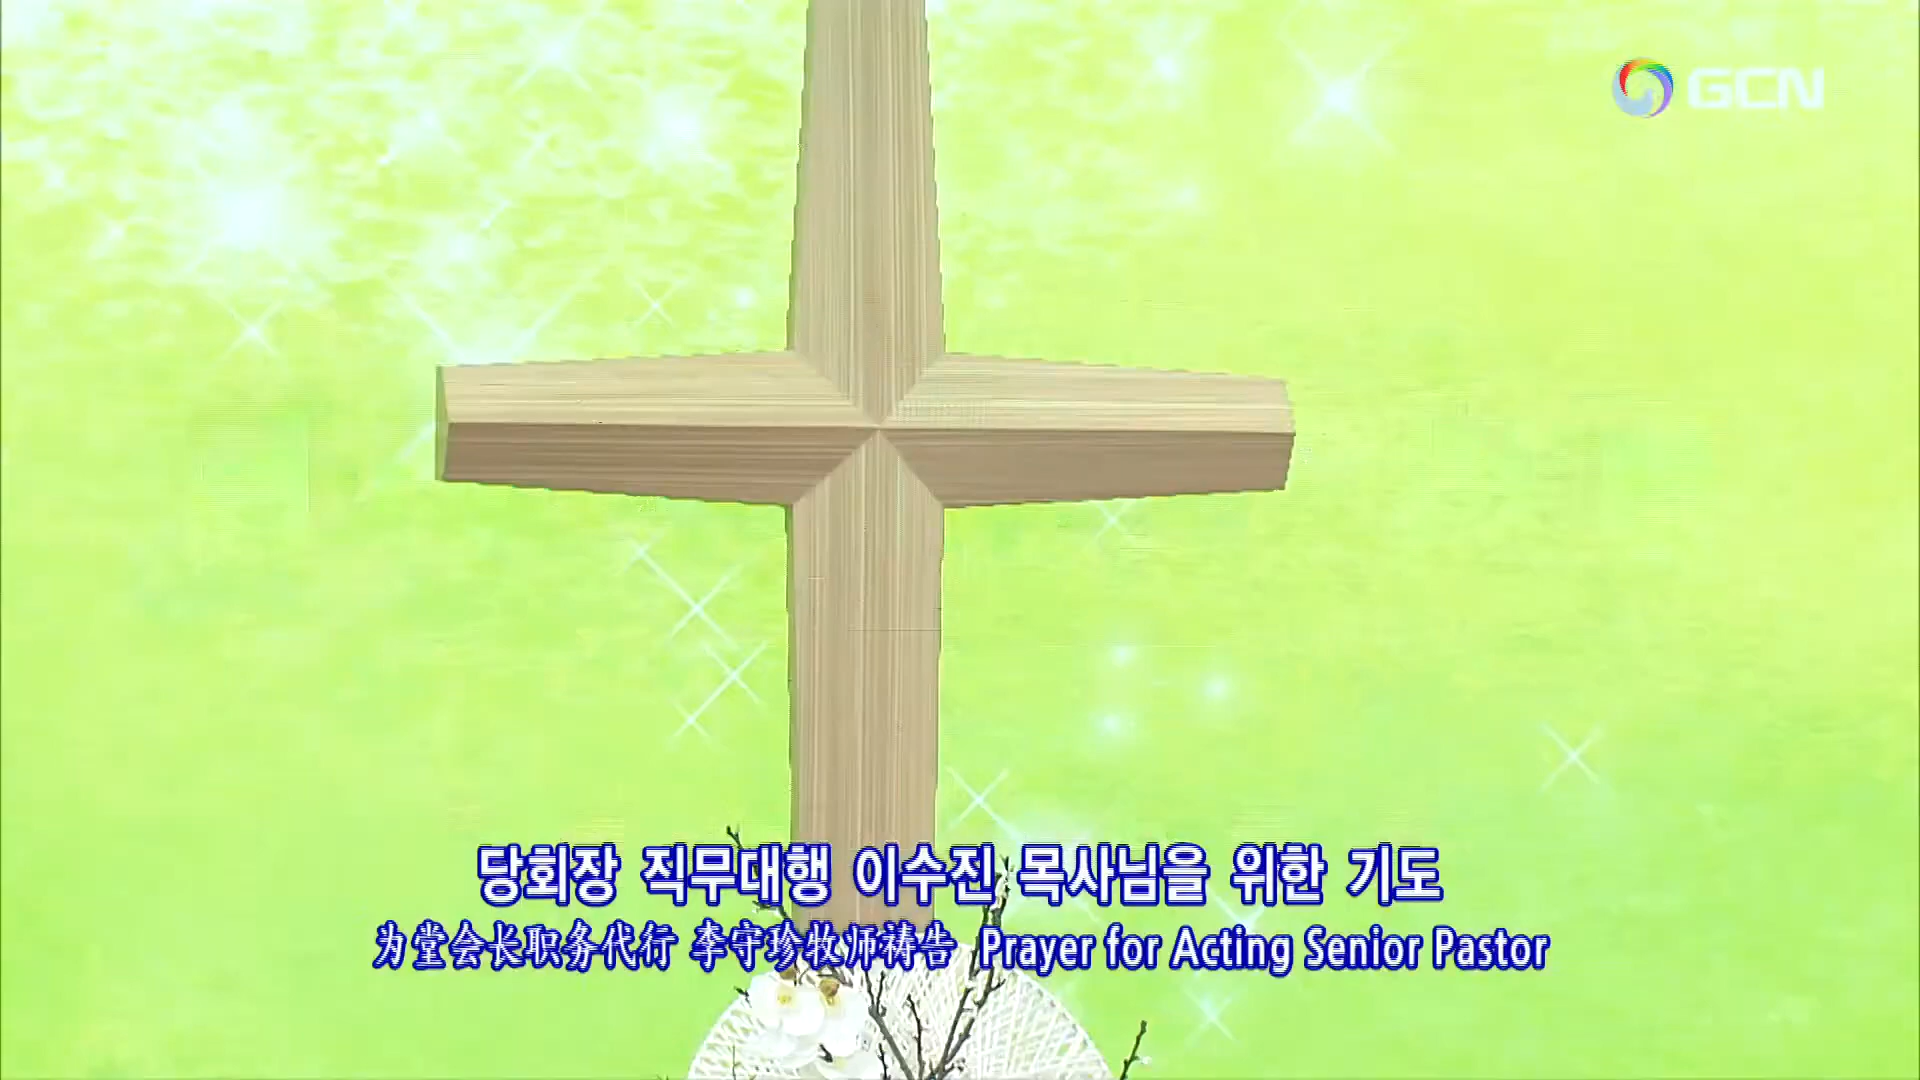 GCN
당회장 직무대행 이수진 목사님을 위한 기도
为堂会长职务代行 李守珍牧师祷告 Prayer for Acting Senior Pastor